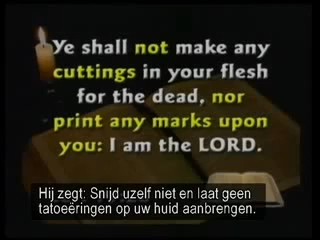 Ye shall not make any
cuttings in your flesh
for the dead, nor
print any marks upon
you: I am the LORD.
Hij zegt: Snijd uzelf niet en laat geen
tatoeëringen op uw huid aanbrengen.